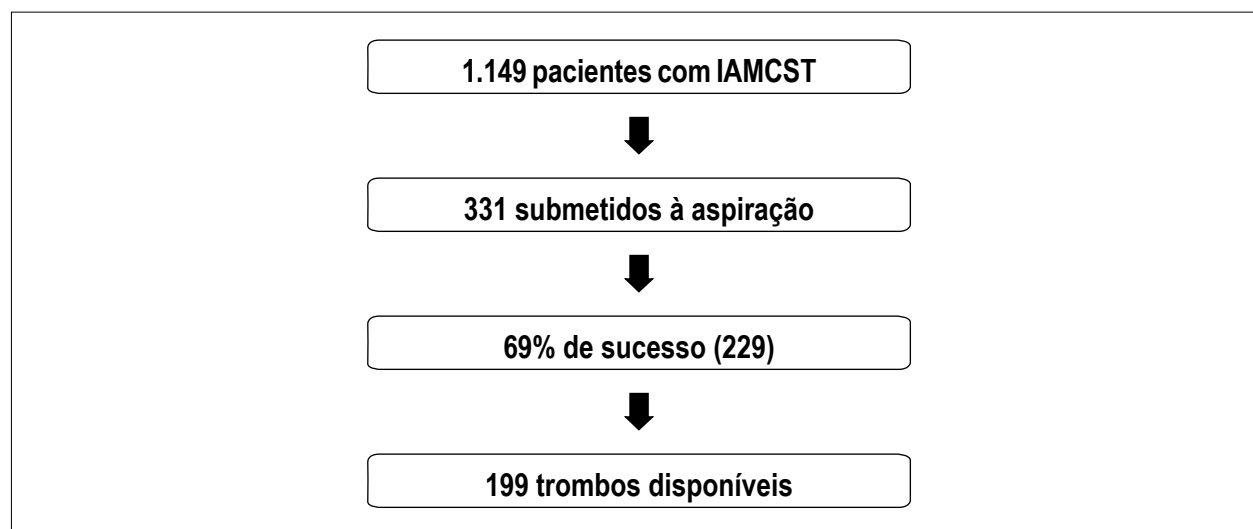 1.149 pacientes com IAMCST
331 submetidos à aspiração
69% de sucesso (229)
199 trombos disponíveis